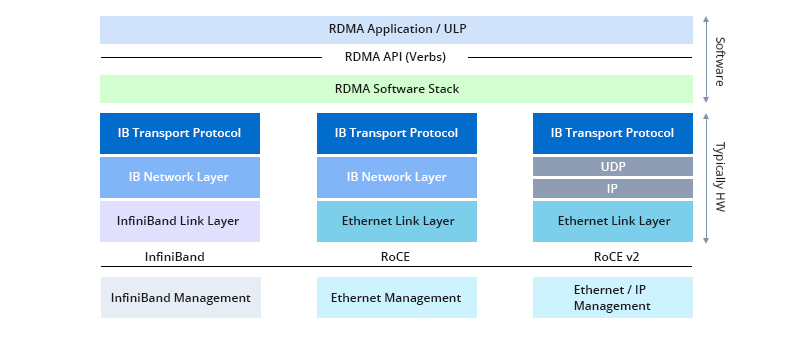 RDMA Application / ULP
RDMA API (Verbs)
RDMA Software Stack
Software
IB Transport Protocol
IB Transport Protocol
IB Transport Protocol
IB Network Layer
IB Network Layer
UDP
IP
InfiniBand Link Layer
Ethernet Link Layer
Ethernet Link Layer
Typically HW
InfiniBand
RoCE
RoCE v2
InfiniBand Management
Ethernet Management
Ethernet / IP
Management